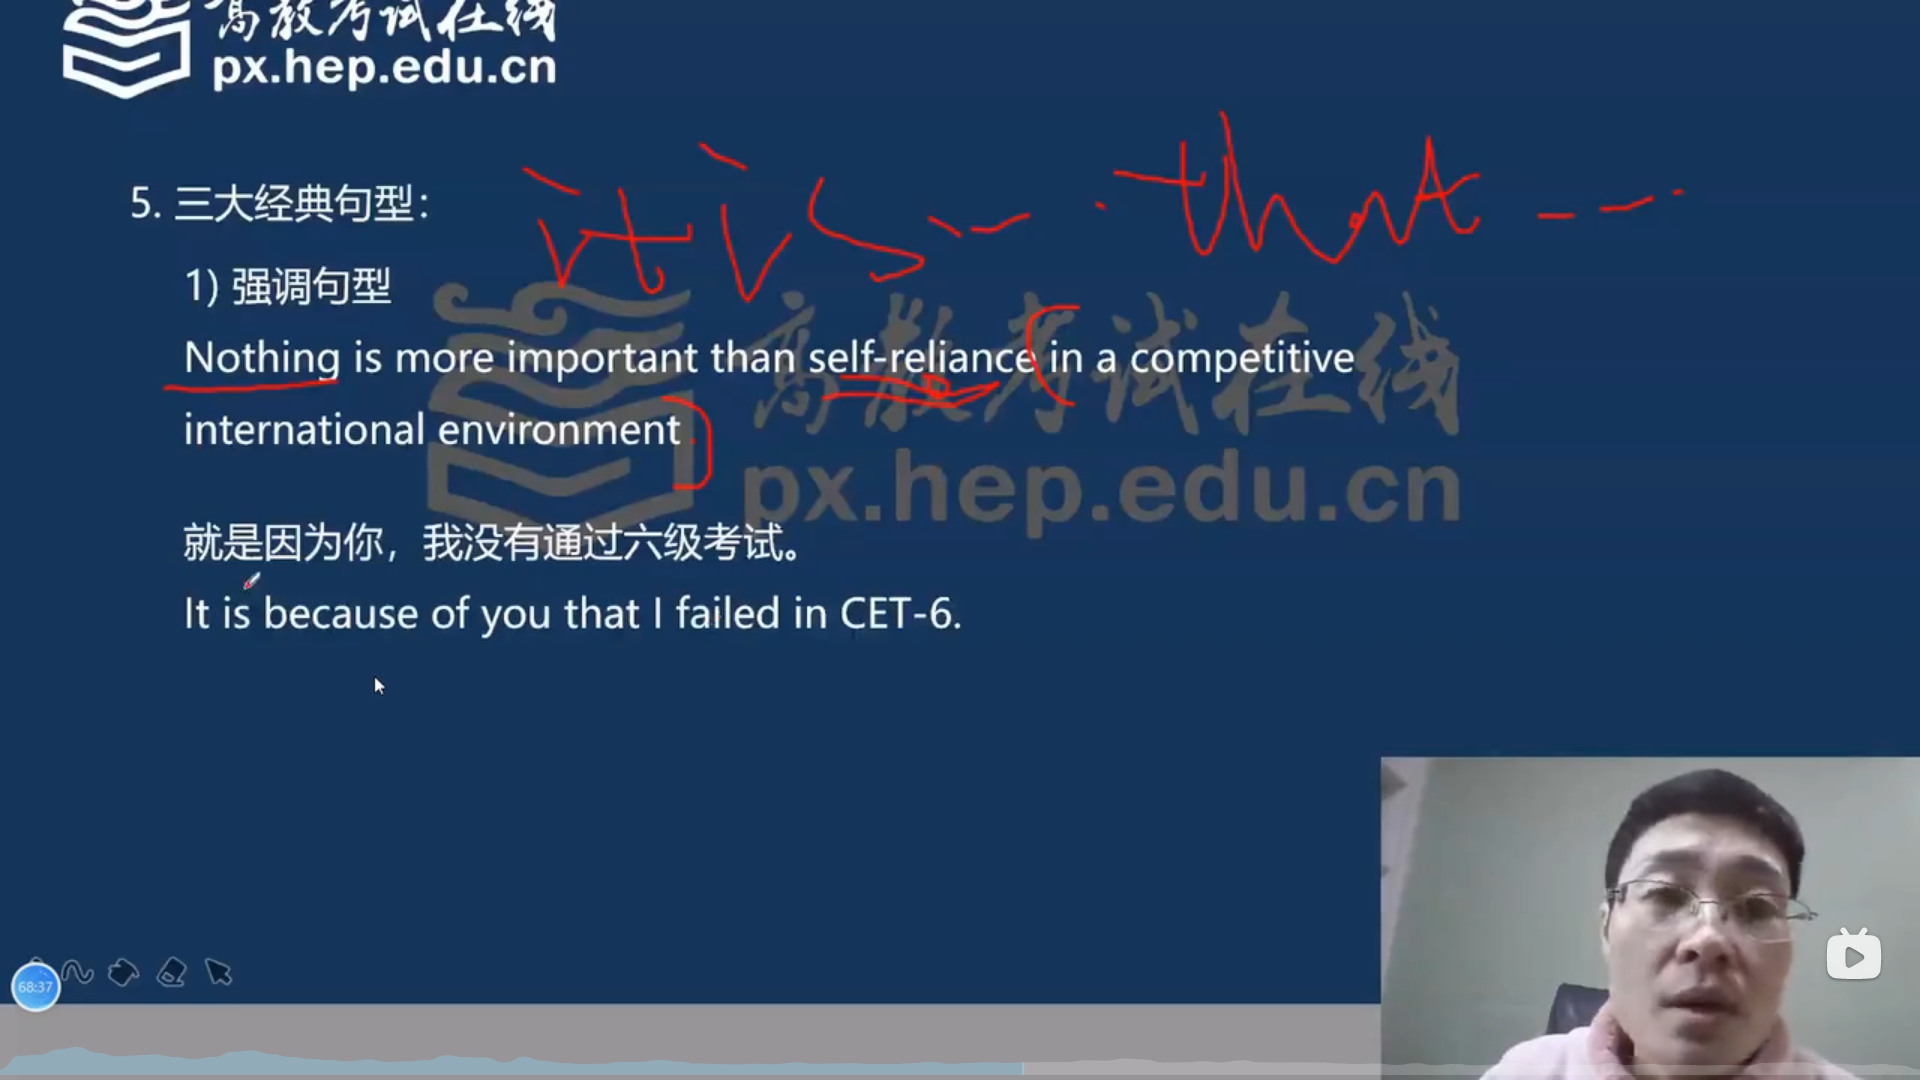 高教考试在线
px.hep.edu.cn
it is that
5. 三大经典句型：
1) 强调句型
Nothing is more important than self-reliance in a competitive
international environment
高教考试在线
px.hep.edu.cn
就是因为你，我没有通过六级考试。
It is because of you that I failed in CET-6.
68:37